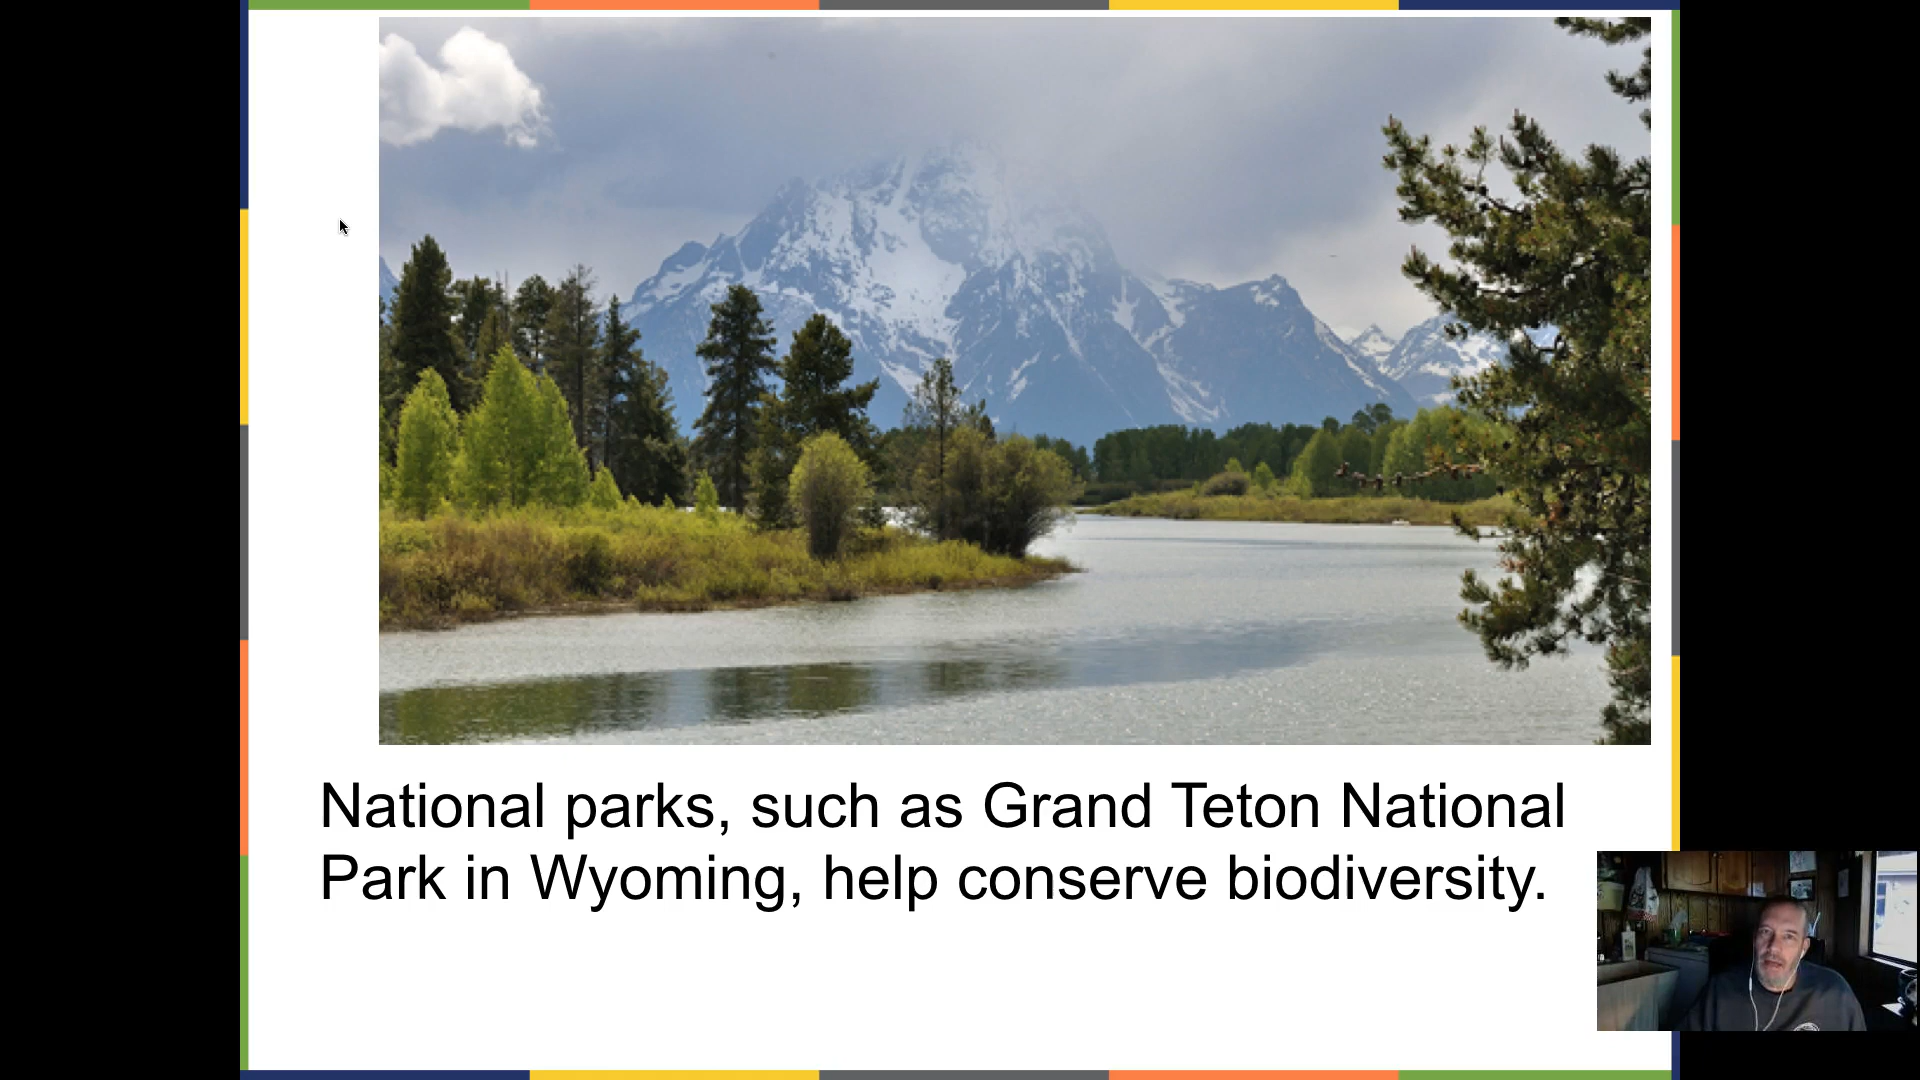 National parks, such as Grand Teton National
Park in Wyoming, help conserve biodiversity.